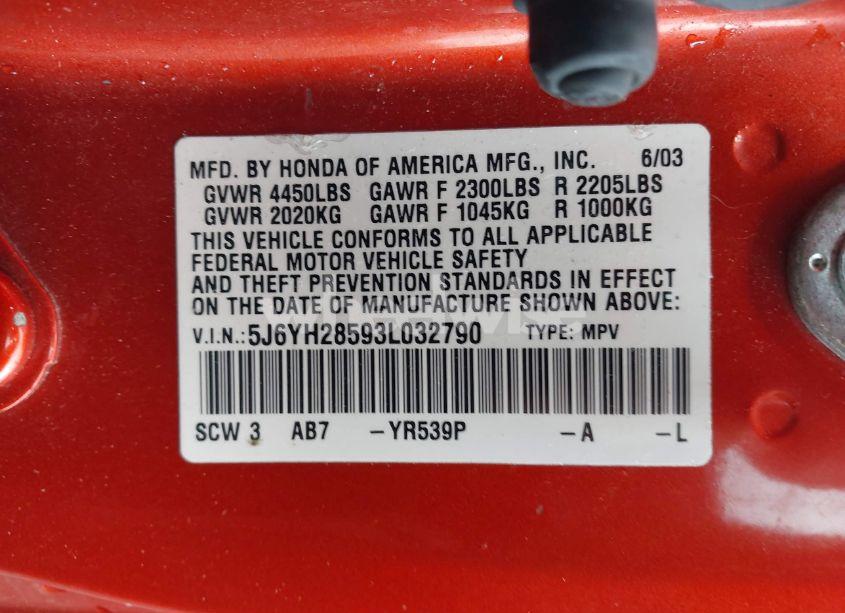 MFD. BY HONDA OF AMERICA MFG., INC. 6/03
GVWR 4450LBS GAWR F 2300LBS R 2205LBS
GVWR 2020KG GAWR F 1045KG R 1000KG
THIS VEHICLE CONFORMS TO ALL APPLICABLE
FEDERAL MOTOR VEHICLE SAFETY
AND THEFT PREVENTION STANDARDS IN EFFECT
ON THE DATE OF MANUFACTURE SHOWN ABOVE:
V.I.N.: 5J6YH28593L032790 TYPE: MPV
SCW 3 AB7 -YR539P -A -L